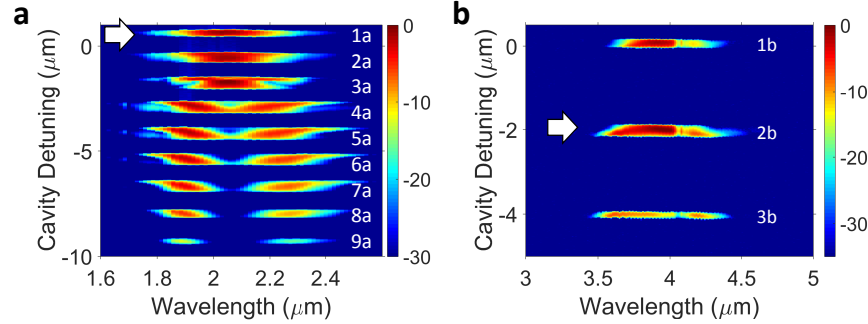 a
Cavity Detuning (μm)
0
-5
-10
1a
2a
3a
4a
5a
6a
7a
8a
9a
1.6
1.8
2
2.2
2.4
Wavelength (μm)
0
-10
-20
-30
b
Cavity Detuning (μm)
0
-2
-4
1b
2b
3b
3
3.5
4
4.5
5
Wavelength (μm)
0
-10
-20
-30